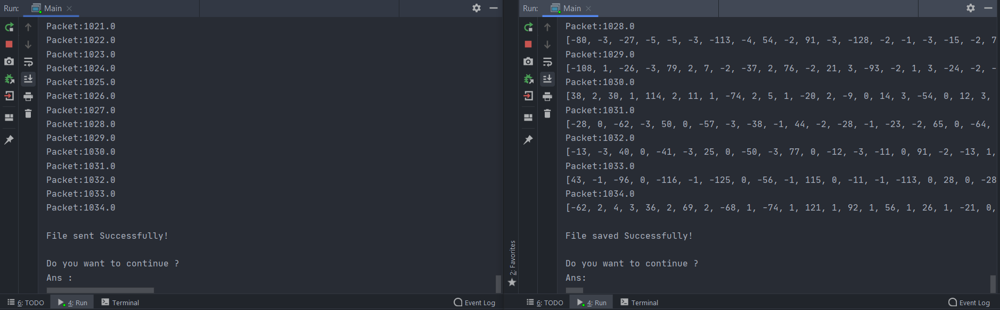 Run: Main
Packet:1021.0
Packet:1022.0
Packet:1023.0
Packet:1024.0
Packet:1025.0
Packet:1026.0
Packet:1027.0
Packet:1028.0
Packet:1029.0
Packet:1030.0
Packet:1031.0
Packet:1032.0
Packet:1033.0
Packet:1034.0
File sent Successfully!
Do you want to continue ?
Ans :
6: TODO 4: Run Terminal Event Log
2: Favorites
Run: Main
Packet:1028.0
[-80, -3, -27, -5, -5, -3, -113, -4, 54, -2, 91, -3, -128, -2, -1, -3, -15, -2, 7
Packet:1029.0
[-108, 1, -26, -3, 79, 2, 7, -2, -37, 2, 76, -2, 21, 3, -93, -2, 1, 3, -24, -2, -
Packet:1030.0
[38, 2, 30, 1, 114, 2, 11, 1, -74, 2, 5, 1, -20, 2, -9, 0, 14, 3, -54, 0, 12, 3,
Packet:1031.0
[-28, 0, -62, -3, 50, 0, -57, -3, -38, -1, 44, -2, -28, -1, -23, -2, 65, 0, -64,
Packet:1032.0
[-13, -3, 40, 0, -41, -3, 25, 0, -50, -3, 77, 0, -12, -3, -11, 0, 91, -2, -13, 1,
Packet:1033.0
[43, -1, -96, 0, -116, -1, -125, 0, -56, -1, 115, 0, -11, -1, -113, 0, 28, 0, -28
Packet:1034.0
[-62, 2, 4, 3, 36, 2, 69, 2, -68, 1, -74, 1, 121, 1, 92, 1, 56, 1, 26, 1, -21, 0,
File saved Successfully!
Do you want to continue ?
Ans:
6: TODO 4: Run Terminal Event Log